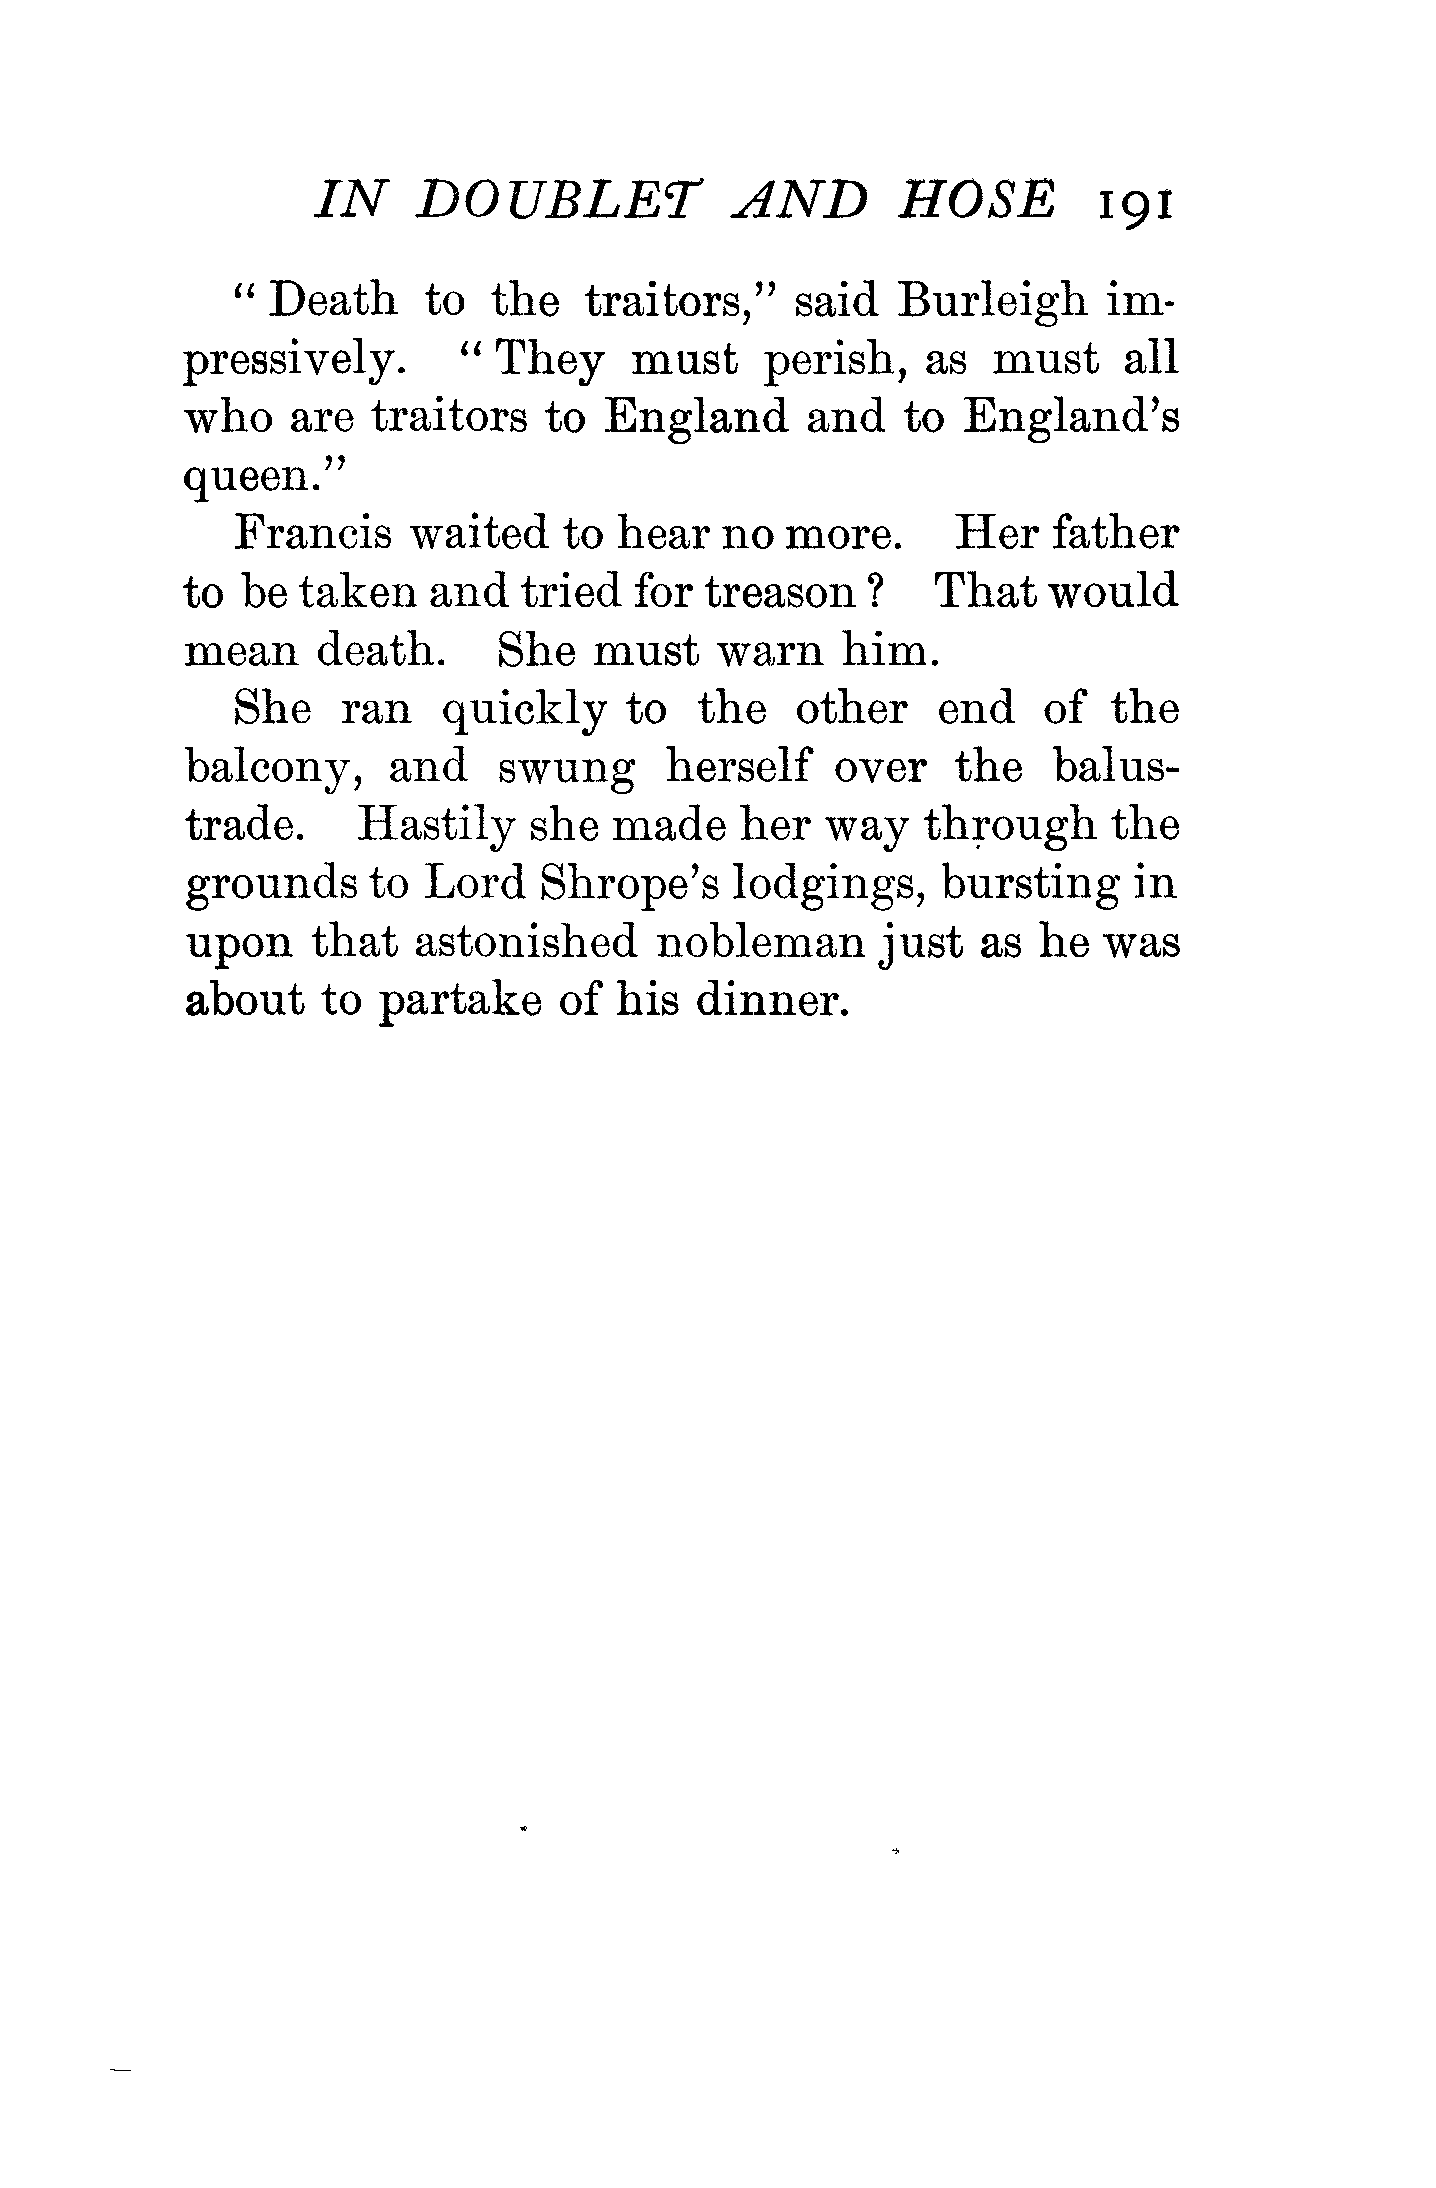 IN DOUBLET AND HOSE 191
" Death to the traitors," said Burleigh im-
pressively. " They must perish, as must all
who are traitors to England and to England's
queen."
Francis waited to hear no more. Her father
to be taken and tried for treason ? That would
mean death. She must warn him.
She ran quickly to the other end of the
balcony, and swung herself over the balus-
trade. Hastily she made her way through the
grounds to Lord Shrope's lodgings, bursting in
upon that astonished nobleman just as he was
about to partake of his dinner.